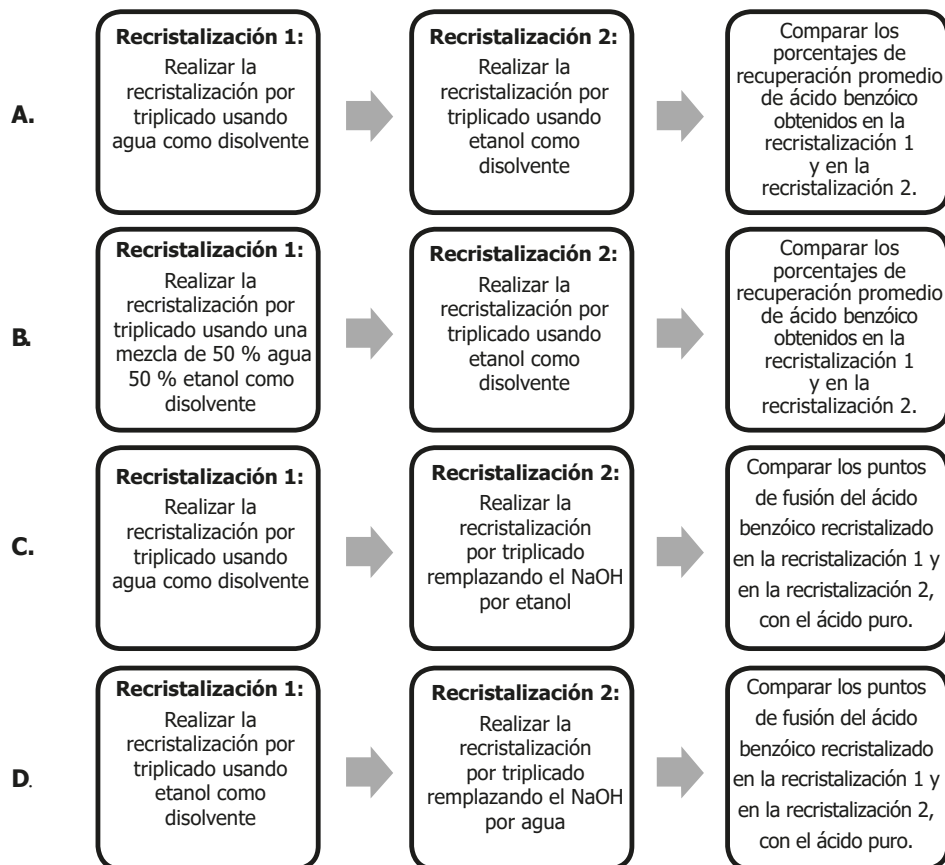 A.
Recristalización 1:
Realizar la
recristalización por
triplicado usando
agua como disolvente
Recristalización 2:
Realizar la
recristalización por
triplicado usando
etanol como
disolvente
Comparar los
porcentajes de
recuperación promedio
de ácido benzóico
obtenidos en la
recristalización 1
y en la
recristalización 2.
B.
Recristalización 1:
Realizar la
recristalización por
triplicado usando una
mezcla de 50 % agua
50 % etanol como
disolvente
Recristalización 2:
Realizar la
recristalización por
triplicado usando
etanol como
disolvente
Comparar los
porcentajes de
recuperación promedio
de ácido benzóico
obtenidos en la
recristalización 1
y en la
recristalización 2.
C.
Recristalización 1:
Realizar la
recristalización por
triplicado usando
agua como disolvente
Recristalización 2:
Realizar la
recristalización
por triplicado
remplazando el NaOH
por etanol
Comparar los puntos
de fusión del ácido
benzóico recristalizado
en la recristalización 1 y
en la recristalización 2,
con el ácido puro.
D.
Recristalización 1:
Realizar la
recristalización por
triplicado usando
etanol como
disolvente
Recristalización 2:
Realizar la
recristalización
por triplicado
remplazando el NaOH
por agua
Comparar los puntos
de fusión del ácido
benzóico recristalizado
en la recristalización 1 y
en la recristalización 2,
con el ácido puro.